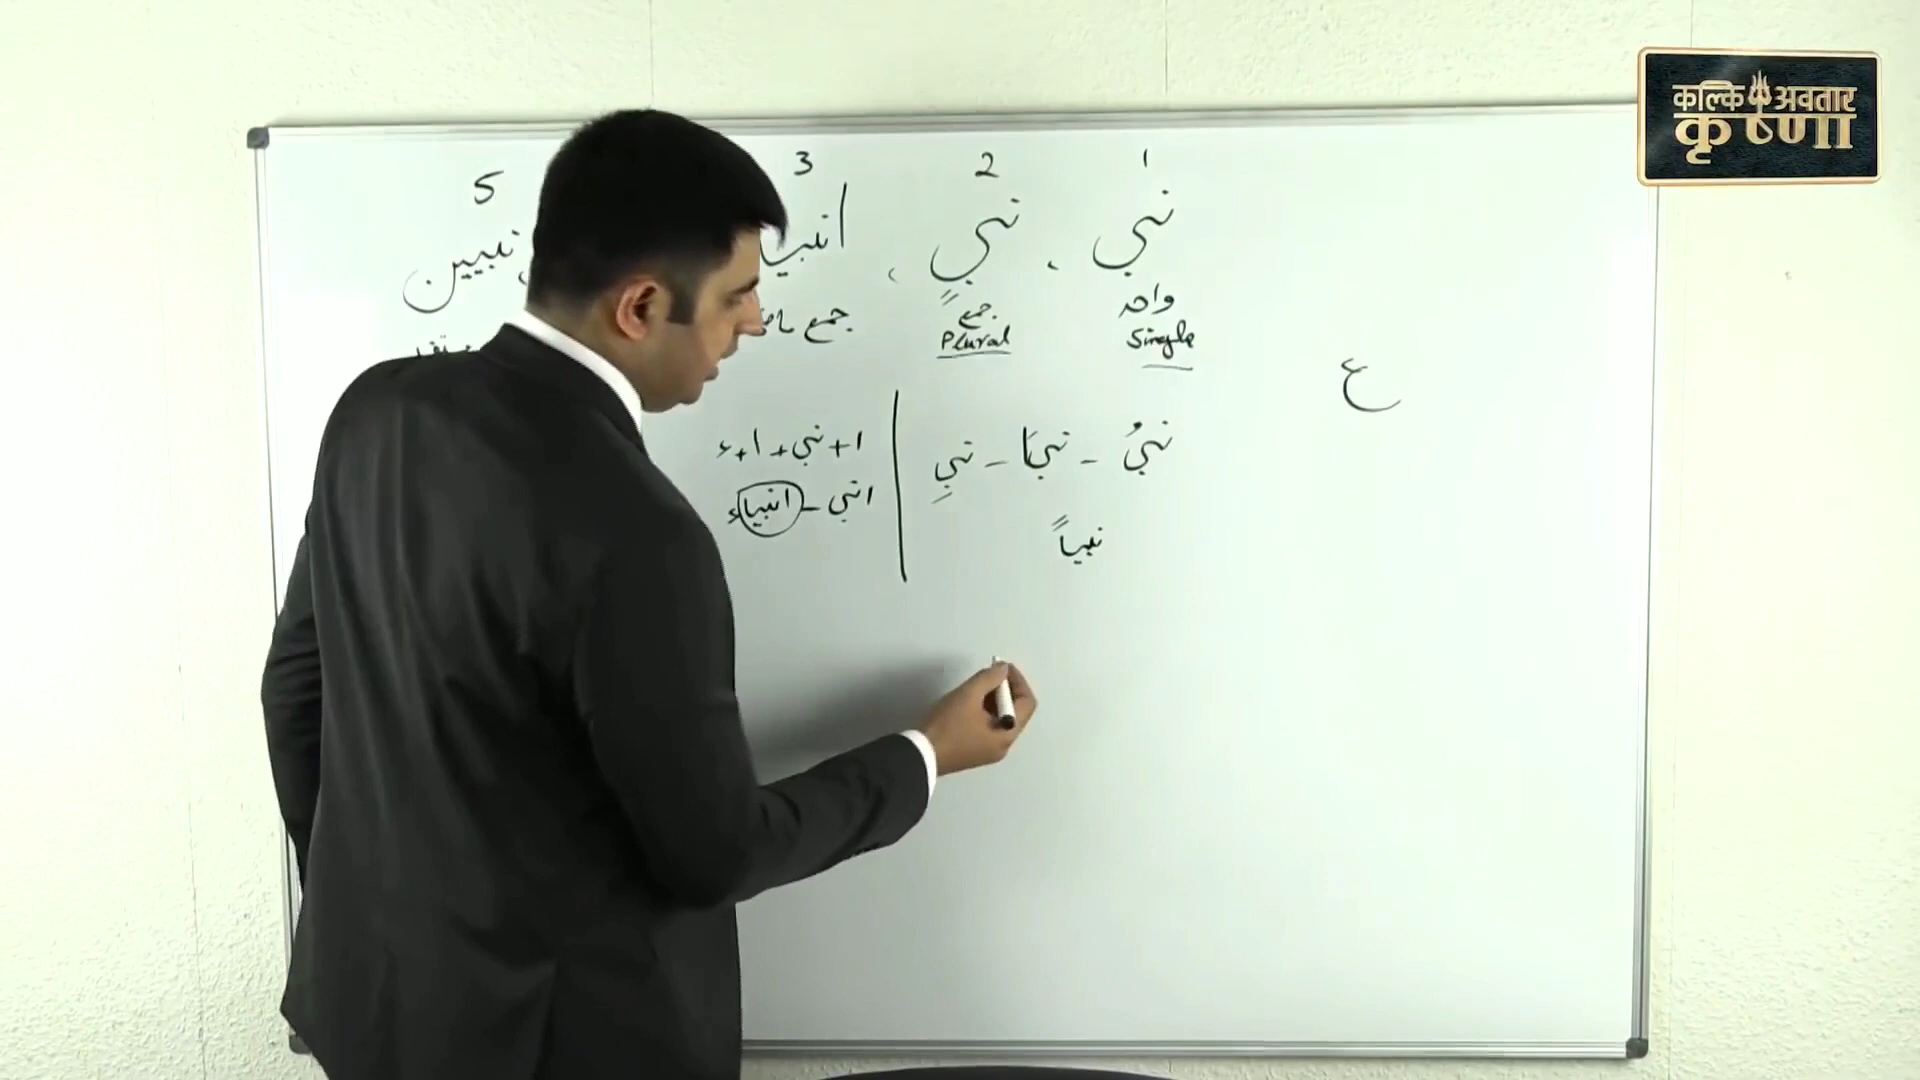 कल्कि अवतार
कृष्णा
1 2 3 5
نبي ، نبيٍ ، انبيا نبيين
واحد جمع جمع
Single Plural
ع
نبيُ - نبيَا - نبيِ
ا + نبي + ا + ء
نبياً
انبي - انبياء